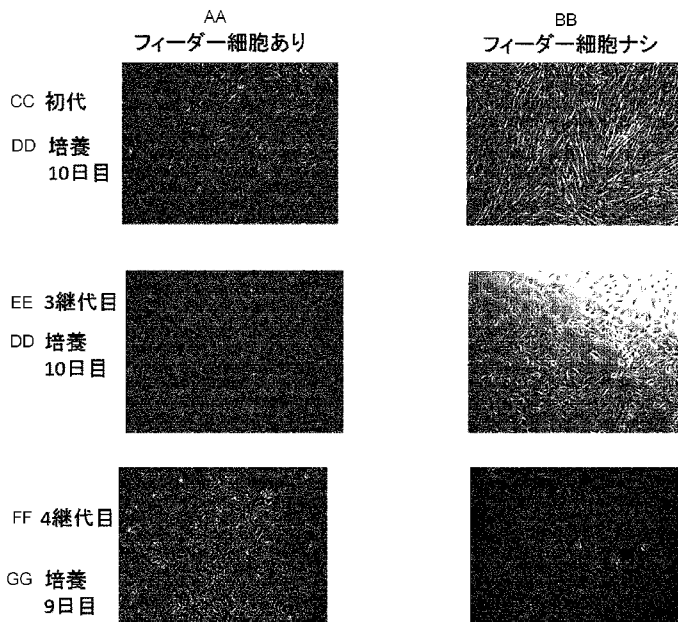 AA
フィーダー細胞あり
BB
フィーダー細胞ナシ
CC 初代
DD 培養
10日目
EE 3継代目
DD 培養
10日目
FF 4継代目
GG 培養
9日目